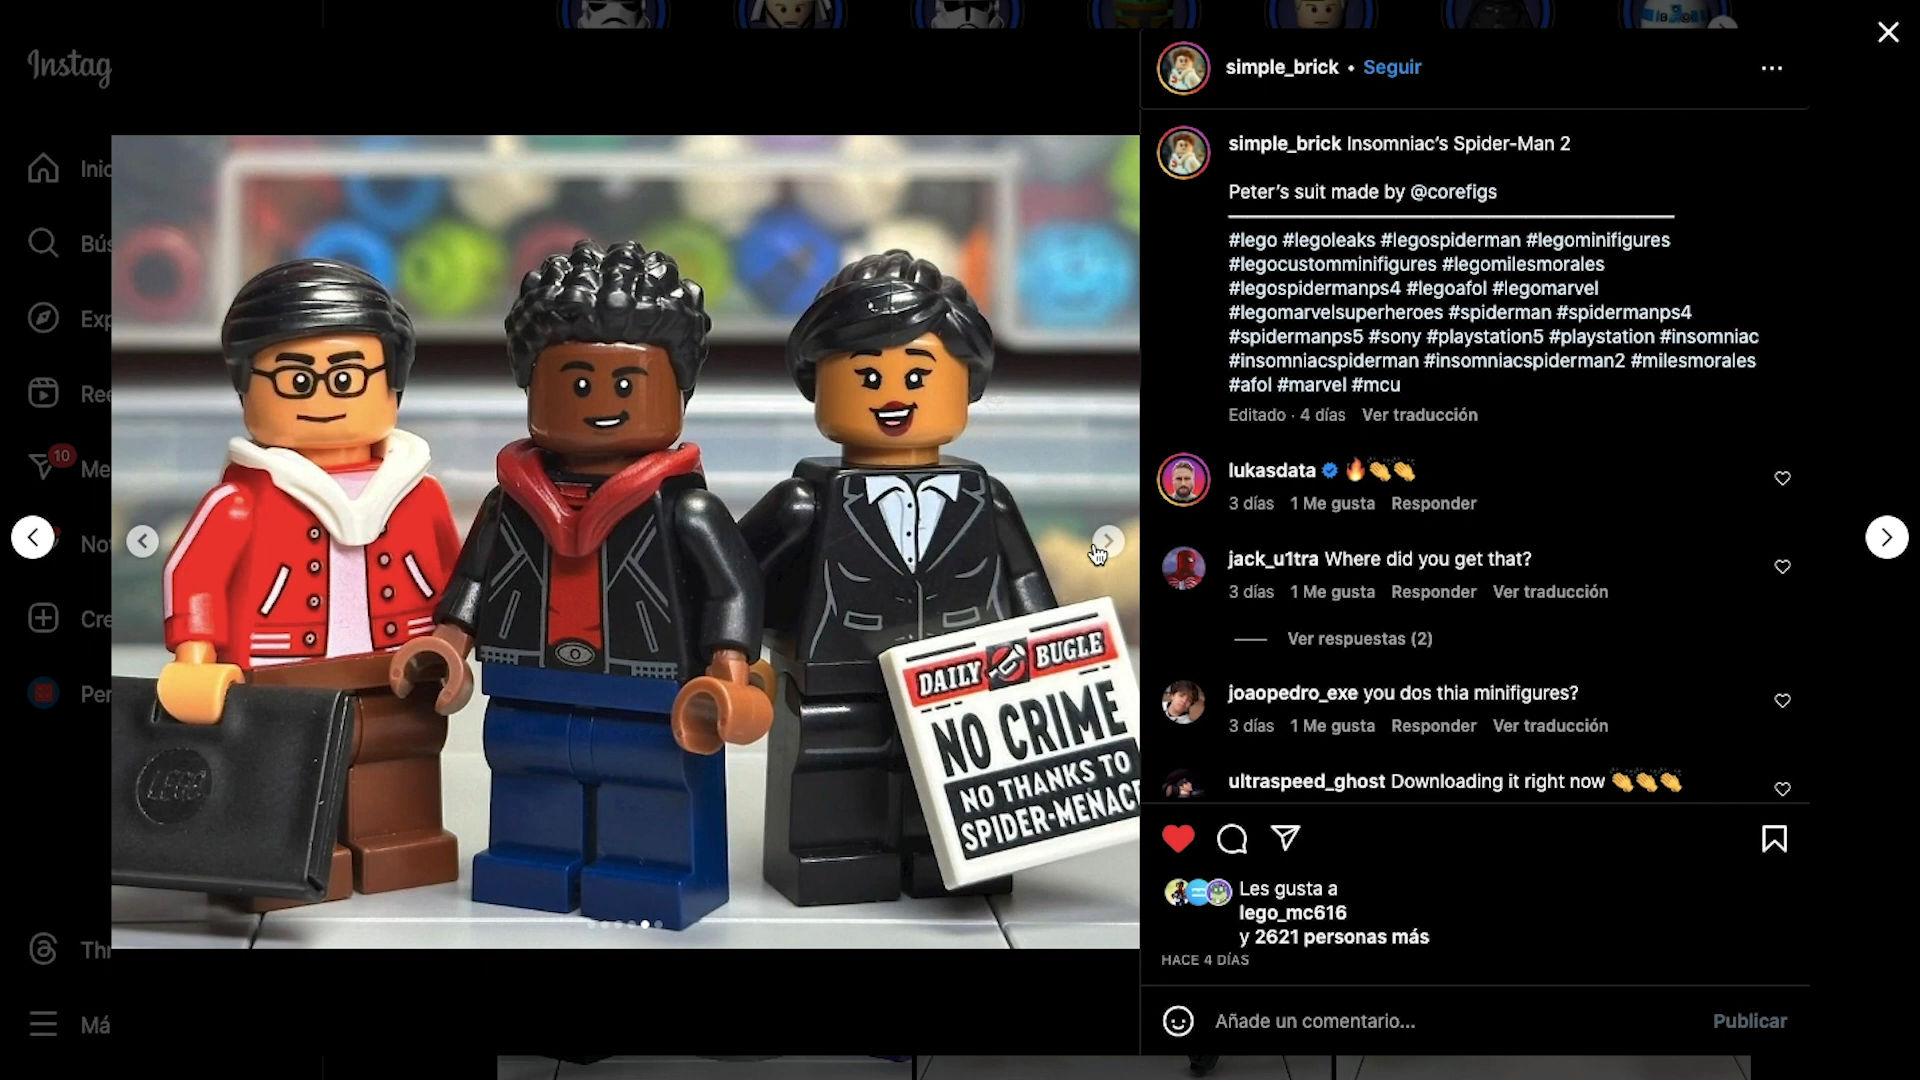 Instag
Inic
Bús
Exp
Ree
10
Me
No
Cre
Per
Thr
Má
LEGO
DAILY BUGLE
NO CRIME
NO THANKS TO
SPIDER-MENACE
simple_brick • Seguir
simple_brick Insomniac's Spider-Man 2
Peter's suit made by @corefigs
#lego #legoleaks #legospiderman #legominifigures
#legocustomminifigures #legomilesmorales
#legospidermanps4 #legoafol #legomarvel
#legomarvelsuperheroes #spiderman #spidermanps4
#spidermanps5 #sony #playstation5 #playstation #insomniac
#insomniacspiderman #insomniacspiderman2 #milesmorales
#afol #marvel #mcu
Editado · 4 días Ver traducción
lukasdata 🔥👏👏
3 días 1 Me gusta Responder
jack_u1tra Where did you get that?
3 días 1 Me gusta Responder Ver traducción
Ver respuestas (2)
joaopedro_exe you dos thia minifigures?
3 días 1 Me gusta Responder Ver traducción
ultraspeed_ghost Downloading it right now 👏👏👏
Les gusta a
lego_mc616
y 2621 personas más
HACE 4 DÍAS
Añade un comentario...
Publicar